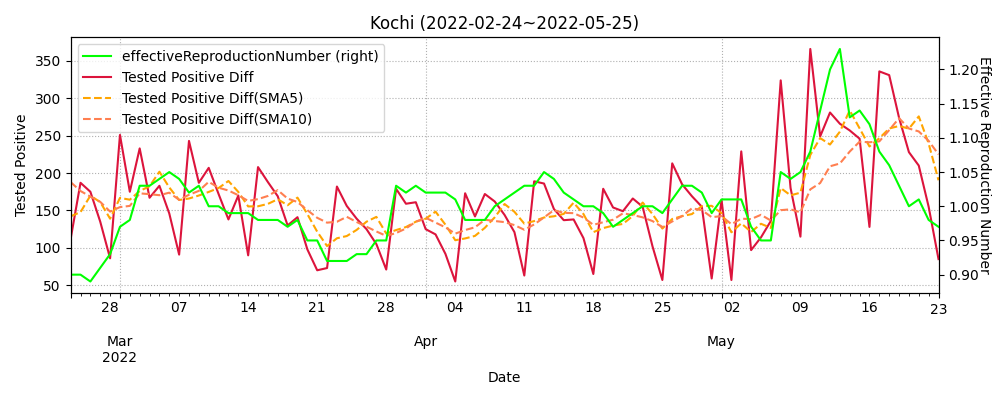 Kochi (2022-02-24~2022-05-25)
effectiveReproductionNumber (right)
Tested Positive Diff
Tested Positive Diff(SMA5)
Tested Positive Diff(SMA10)
Tested Positive
350
300
250
200
150
100
50
1.20
1.15
1.10
1.05
1.00
0.95
0.90
Effective Reproduction Number
28 07 14 21 28 04 11 18 25 02 09 16 23
Mar Apr May
2022
Date